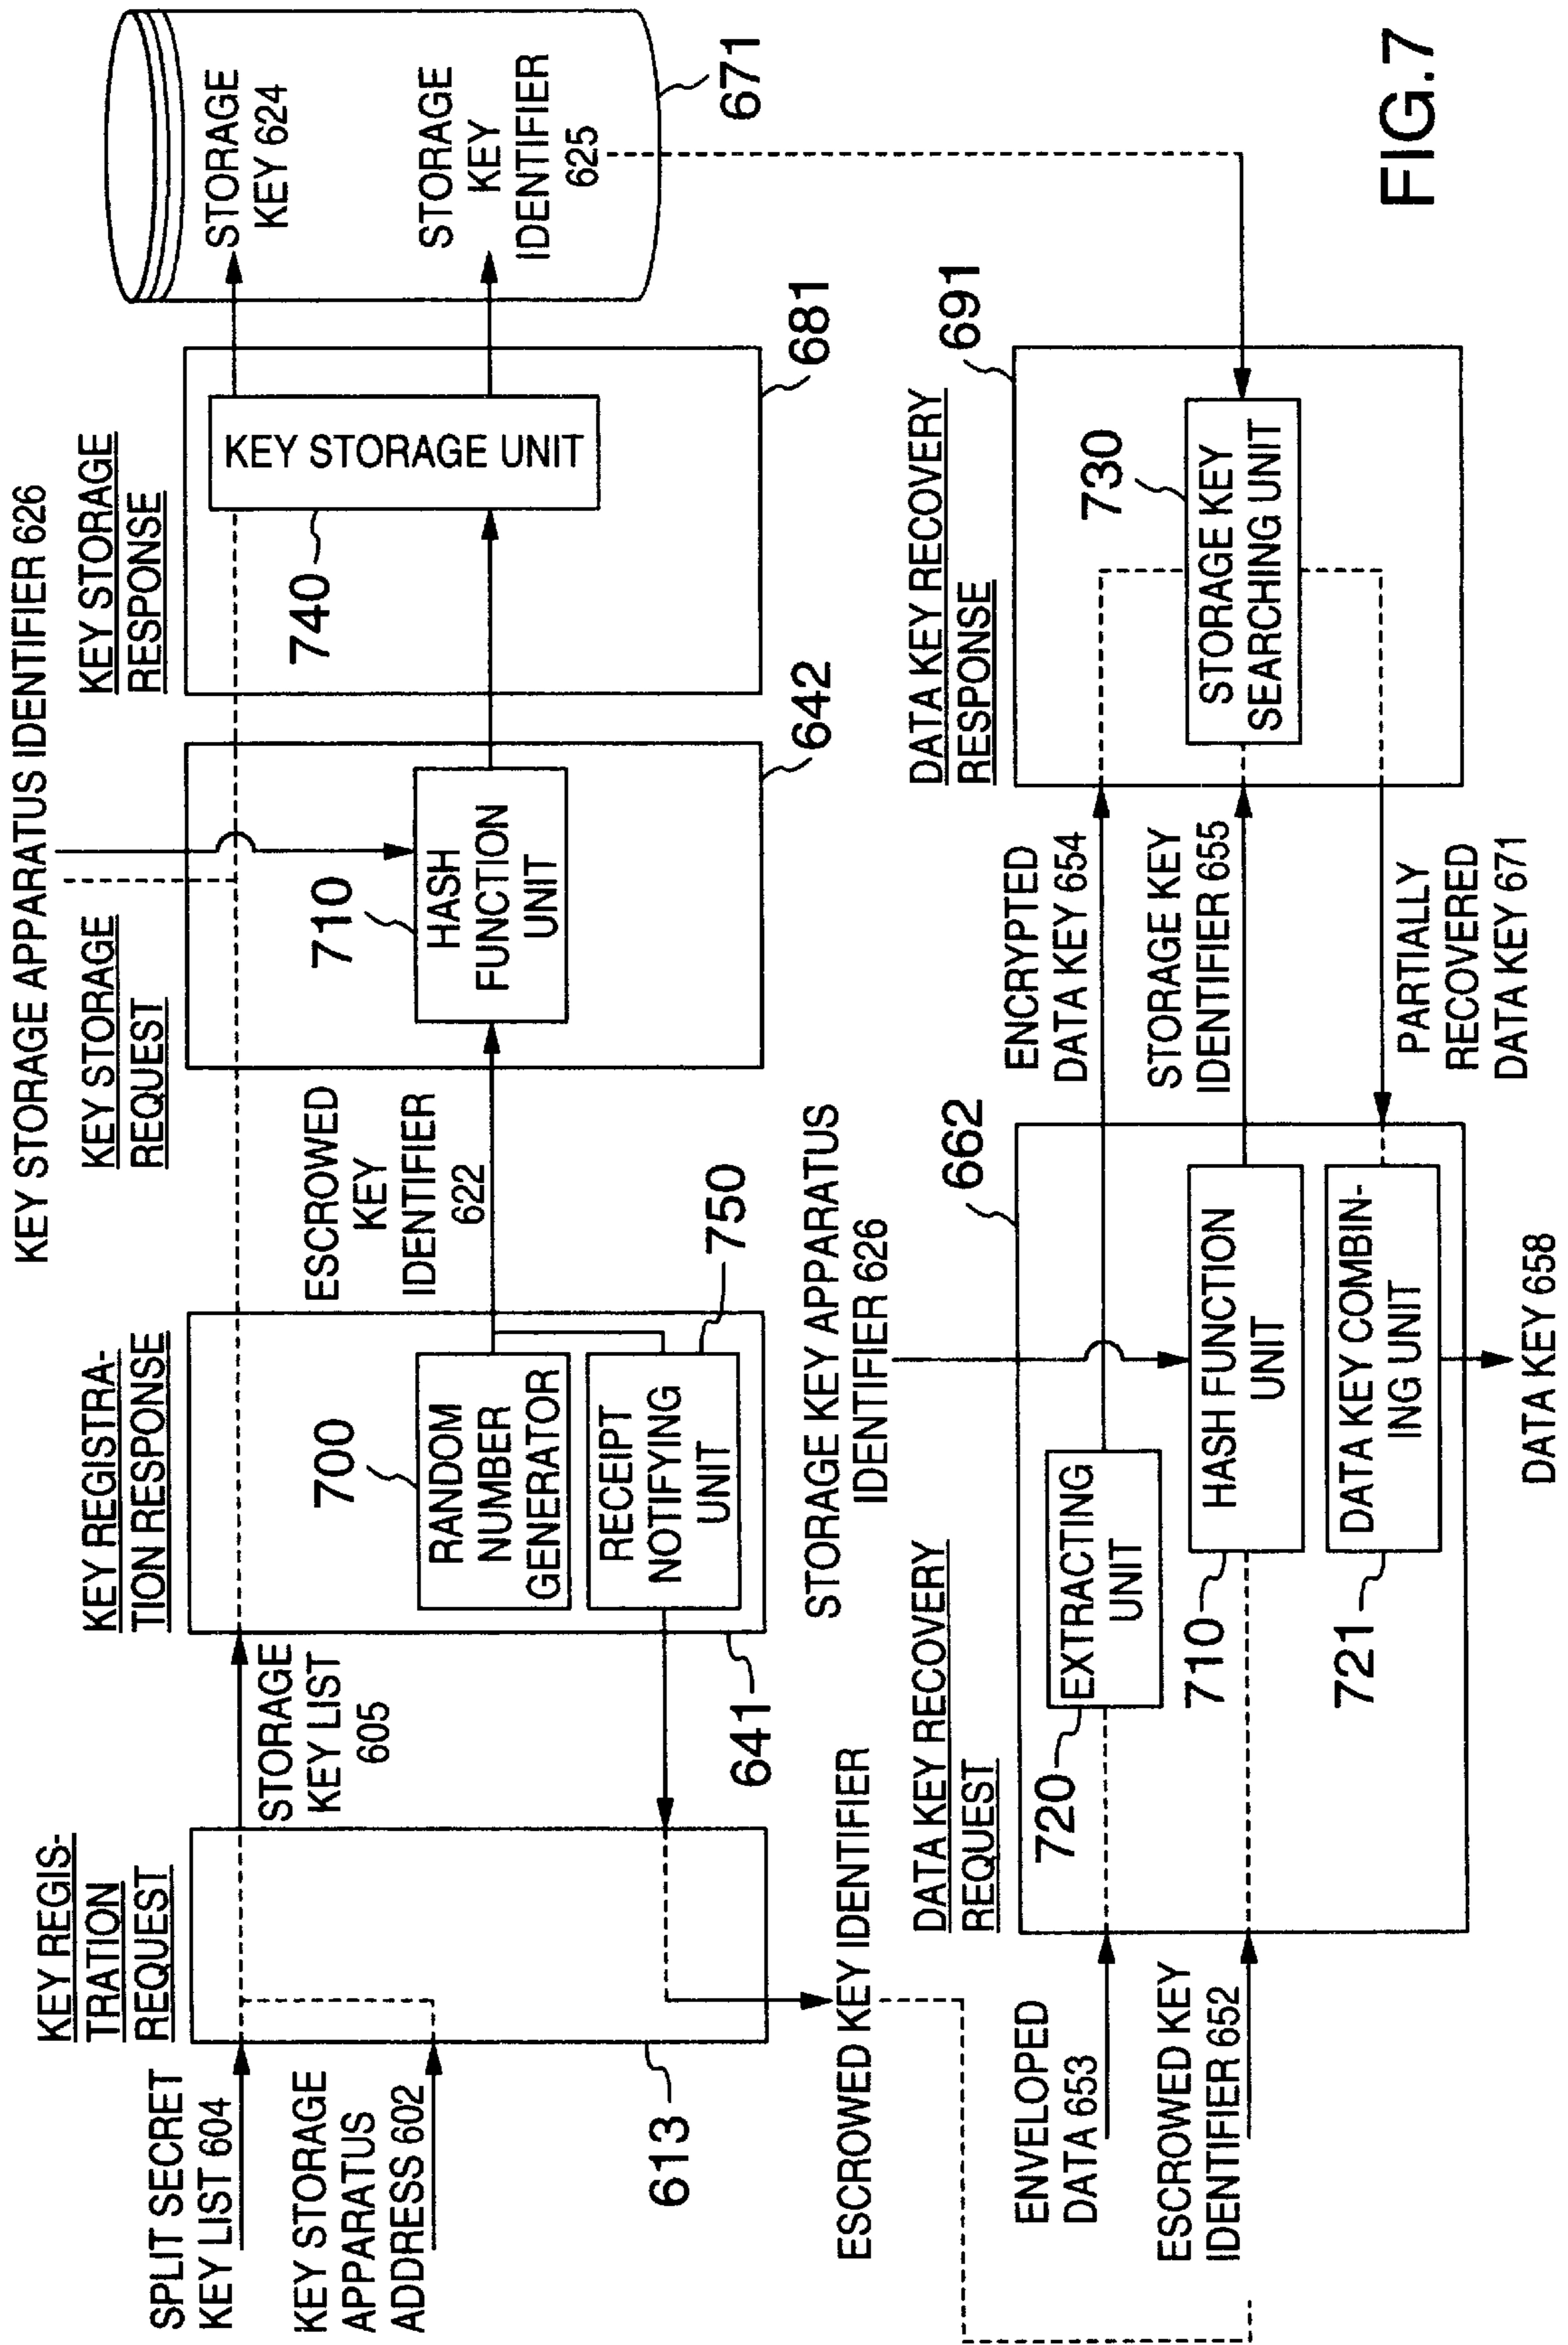 KEY STORAGE APPARATUS IDENTIFIER 626
KEY REGIS-
TRATION
REQUEST
KEY REGISTRA-
TION RESPONSE
KEY STORAGE
REQUEST
KEY STORAGE
RESPONSE
SPLIT SECRET
KEY LIST 604
KEY STORAGE
APPARATUS
ADDRESS 602
613
STORAGE
KEY LIST
605
641
700
RANDOM
NUMBER
GENERATOR
RECEIPT
NOTIFYING
UNIT
750
ESCROWED
KEY
IDENTIFIER
622
710
HASH
FUNCTION
UNIT
642
740
KEY STORAGE UNIT
681
STORAGE
KEY 624
STORAGE
KEY
IDENTIFIER
625
671
ESCROWED KEY IDENTIFIER
STORAGE KEY APPARATUS
IDENTIFIER 626
DATA KEY RECOVERY
REQUEST
662
ENVELOPED
DATA 653
ESCROWED KEY
IDENTIFIER 652
720
EXTRACTING
UNIT
710
HASH FUNCTION
UNIT
721
DATA KEY COMBIN-
ING UNIT
DATA KEY 658
ENCRYPTED
DATA KEY 654
STORAGE KEY
IDENTIFIER 655
PARTIALLY
RECOVERED
DATA KEY 671
DATA KEY RECOVERY
RESPONSE
691
730
STORAGE KEY
SEARCHING UNIT
FIG.7